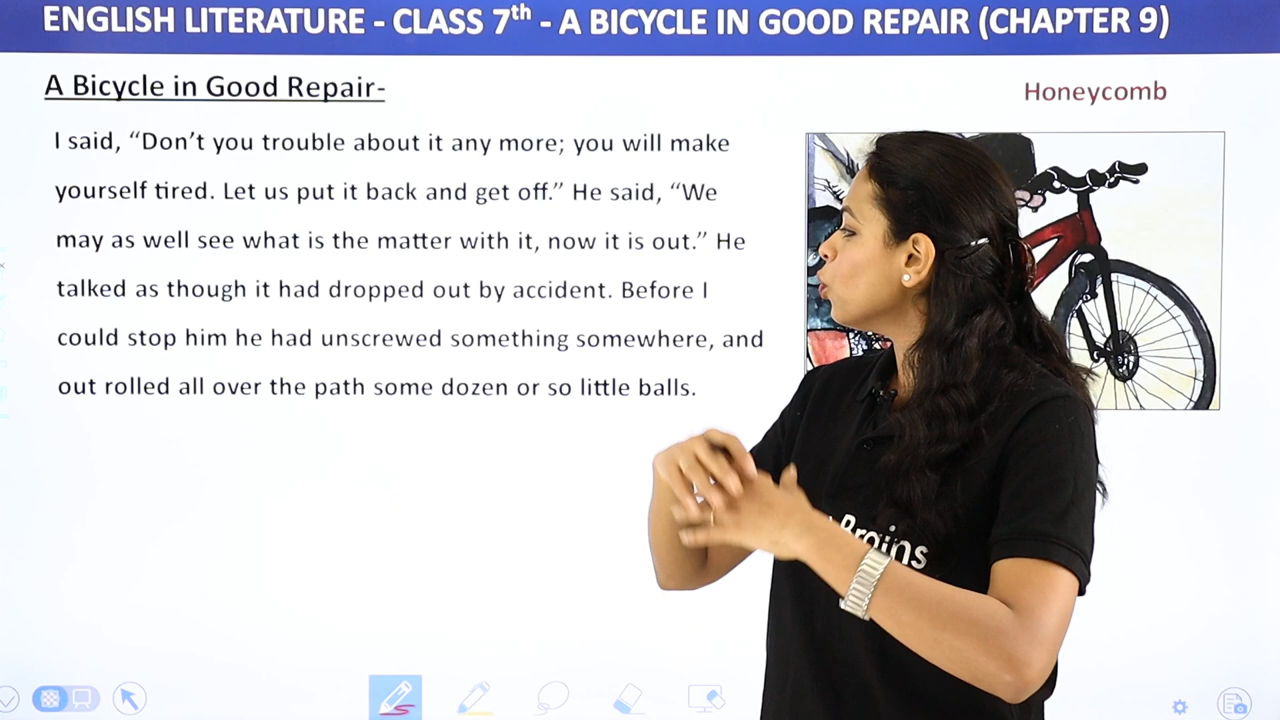 ENGLISH LITERATURE - CLASS 7th - A BICYCLE IN GOOD REPAIR (CHAPTER 9)
A Bicycle in Good Repair-
Honeycomb
I said, “Don’t you trouble about it any more; you will make
yourself tired. Let us put it back and get off.” He said, “We
may as well see what is the matter with it, now it is out.” He
talked as though it had dropped out by accident. Before I
could stop him he had unscrewed something somewhere, and
out rolled all over the path some dozen or so little balls.
Brains